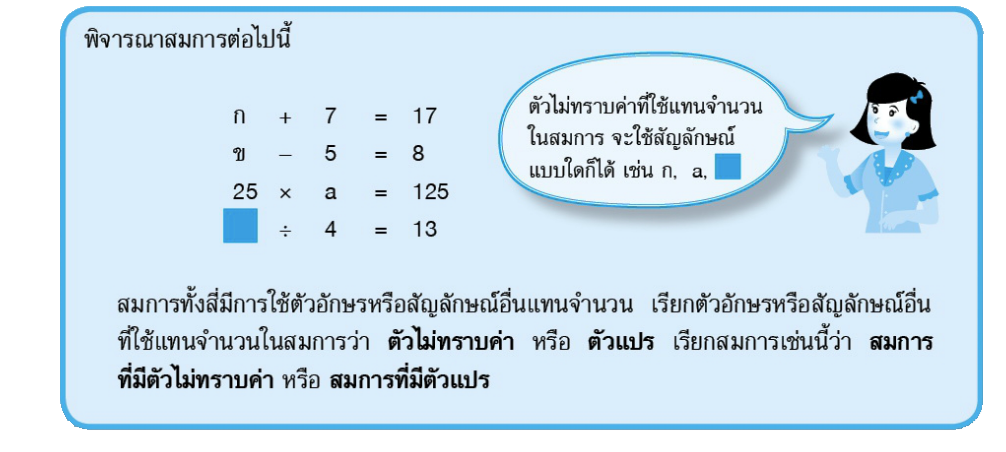 พิจารณาสมการต่อไปนี้
ก + 7 = 17
ข – 5 = 8
25 × a = 125
÷ 4 = 13
ตัวไม่ทราบค่าที่ใช้แทนจำนวน
ในสมการ จะใช้สัญลักษณ์
แบบใดก็ได้ เช่น ก, a,
สมการทั้งสี่มีการใช้ตัวอักษรหรือสัญลักษณ์อื่นแทนจำนวน เรียกตัวอักษรหรือสัญลักษณ์อื่น
ที่ใช้แทนจำนวนในสมการว่า ตัวไม่ทราบค่า หรือ ตัวแปร เรียกสมการเช่นนี้ว่า สมการ
ที่มีตัวไม่ทราบค่า หรือ สมการที่มีตัวแปร